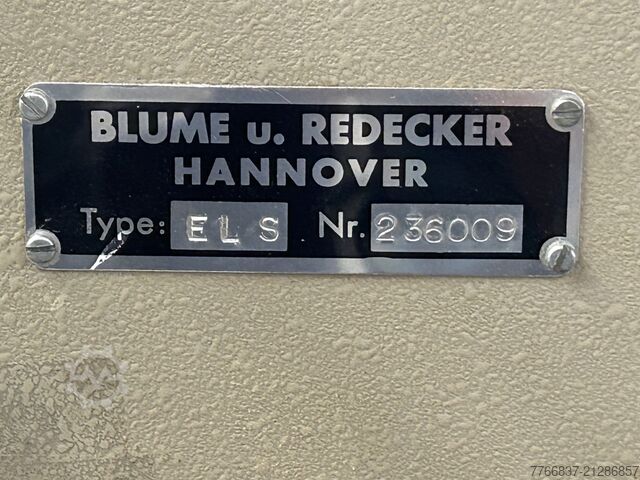 BLUME u. REDECKER
HANNOVER
Type: ELS Nr. 236009
7766837-21286857